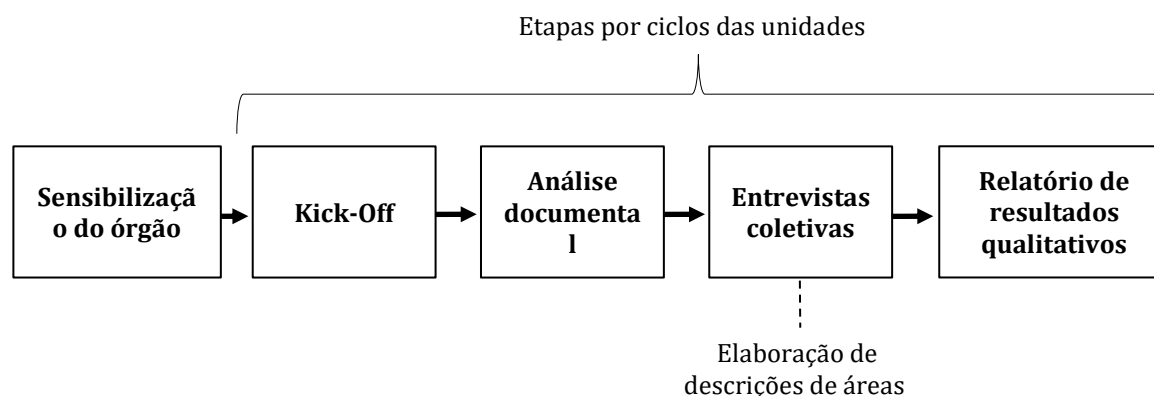 Etapas por ciclos das unidades
Sensibilizaçã
o do órgão
Kick-Off
Análise
documenta
l
Entrevistas
coletivas
Relatório de
resultados
qualitativos
Elaboração de
descrições de áreas